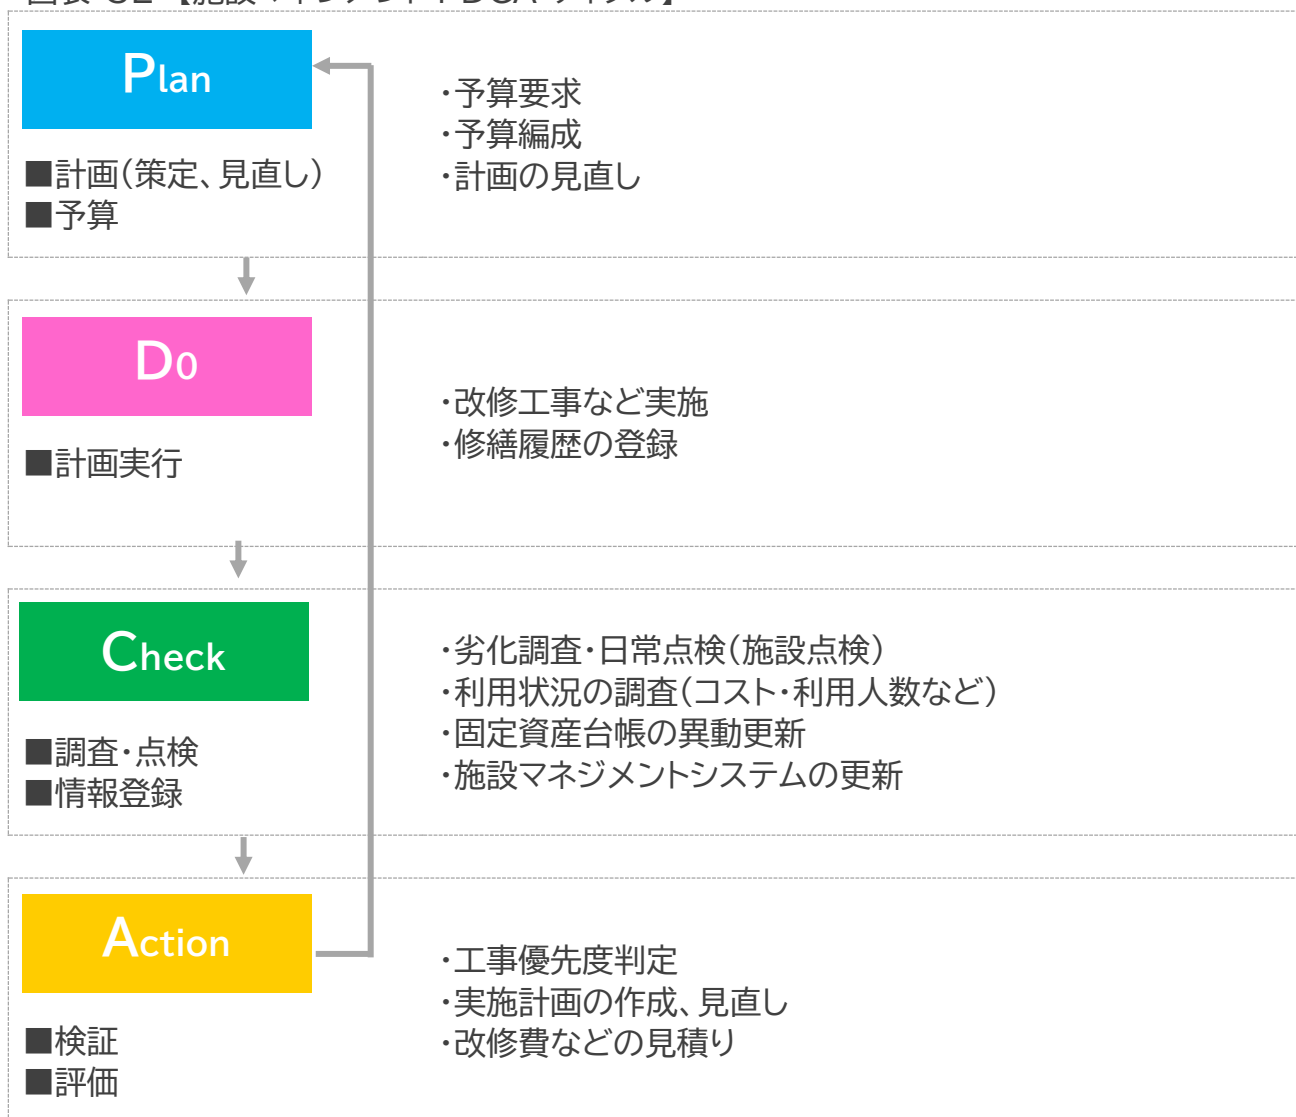 Plan
・予算要求
・予算編成
・計画の見直し
■計画(策定、見直し)
■予算
D0
・改修工事など実施
・修繕履歴の登録
■計画実行
Check
・劣化調査・日常点検(施設点検)
・利用状況の調査(コスト・利用人数など)
・固定資産台帳の異動更新
・施設マネジメントシステムの更新
■調査・点検
■情報登録
Action
・工事優先度判定
・実施計画の作成、見直し
・改修費などの見積り
■検証
■評価